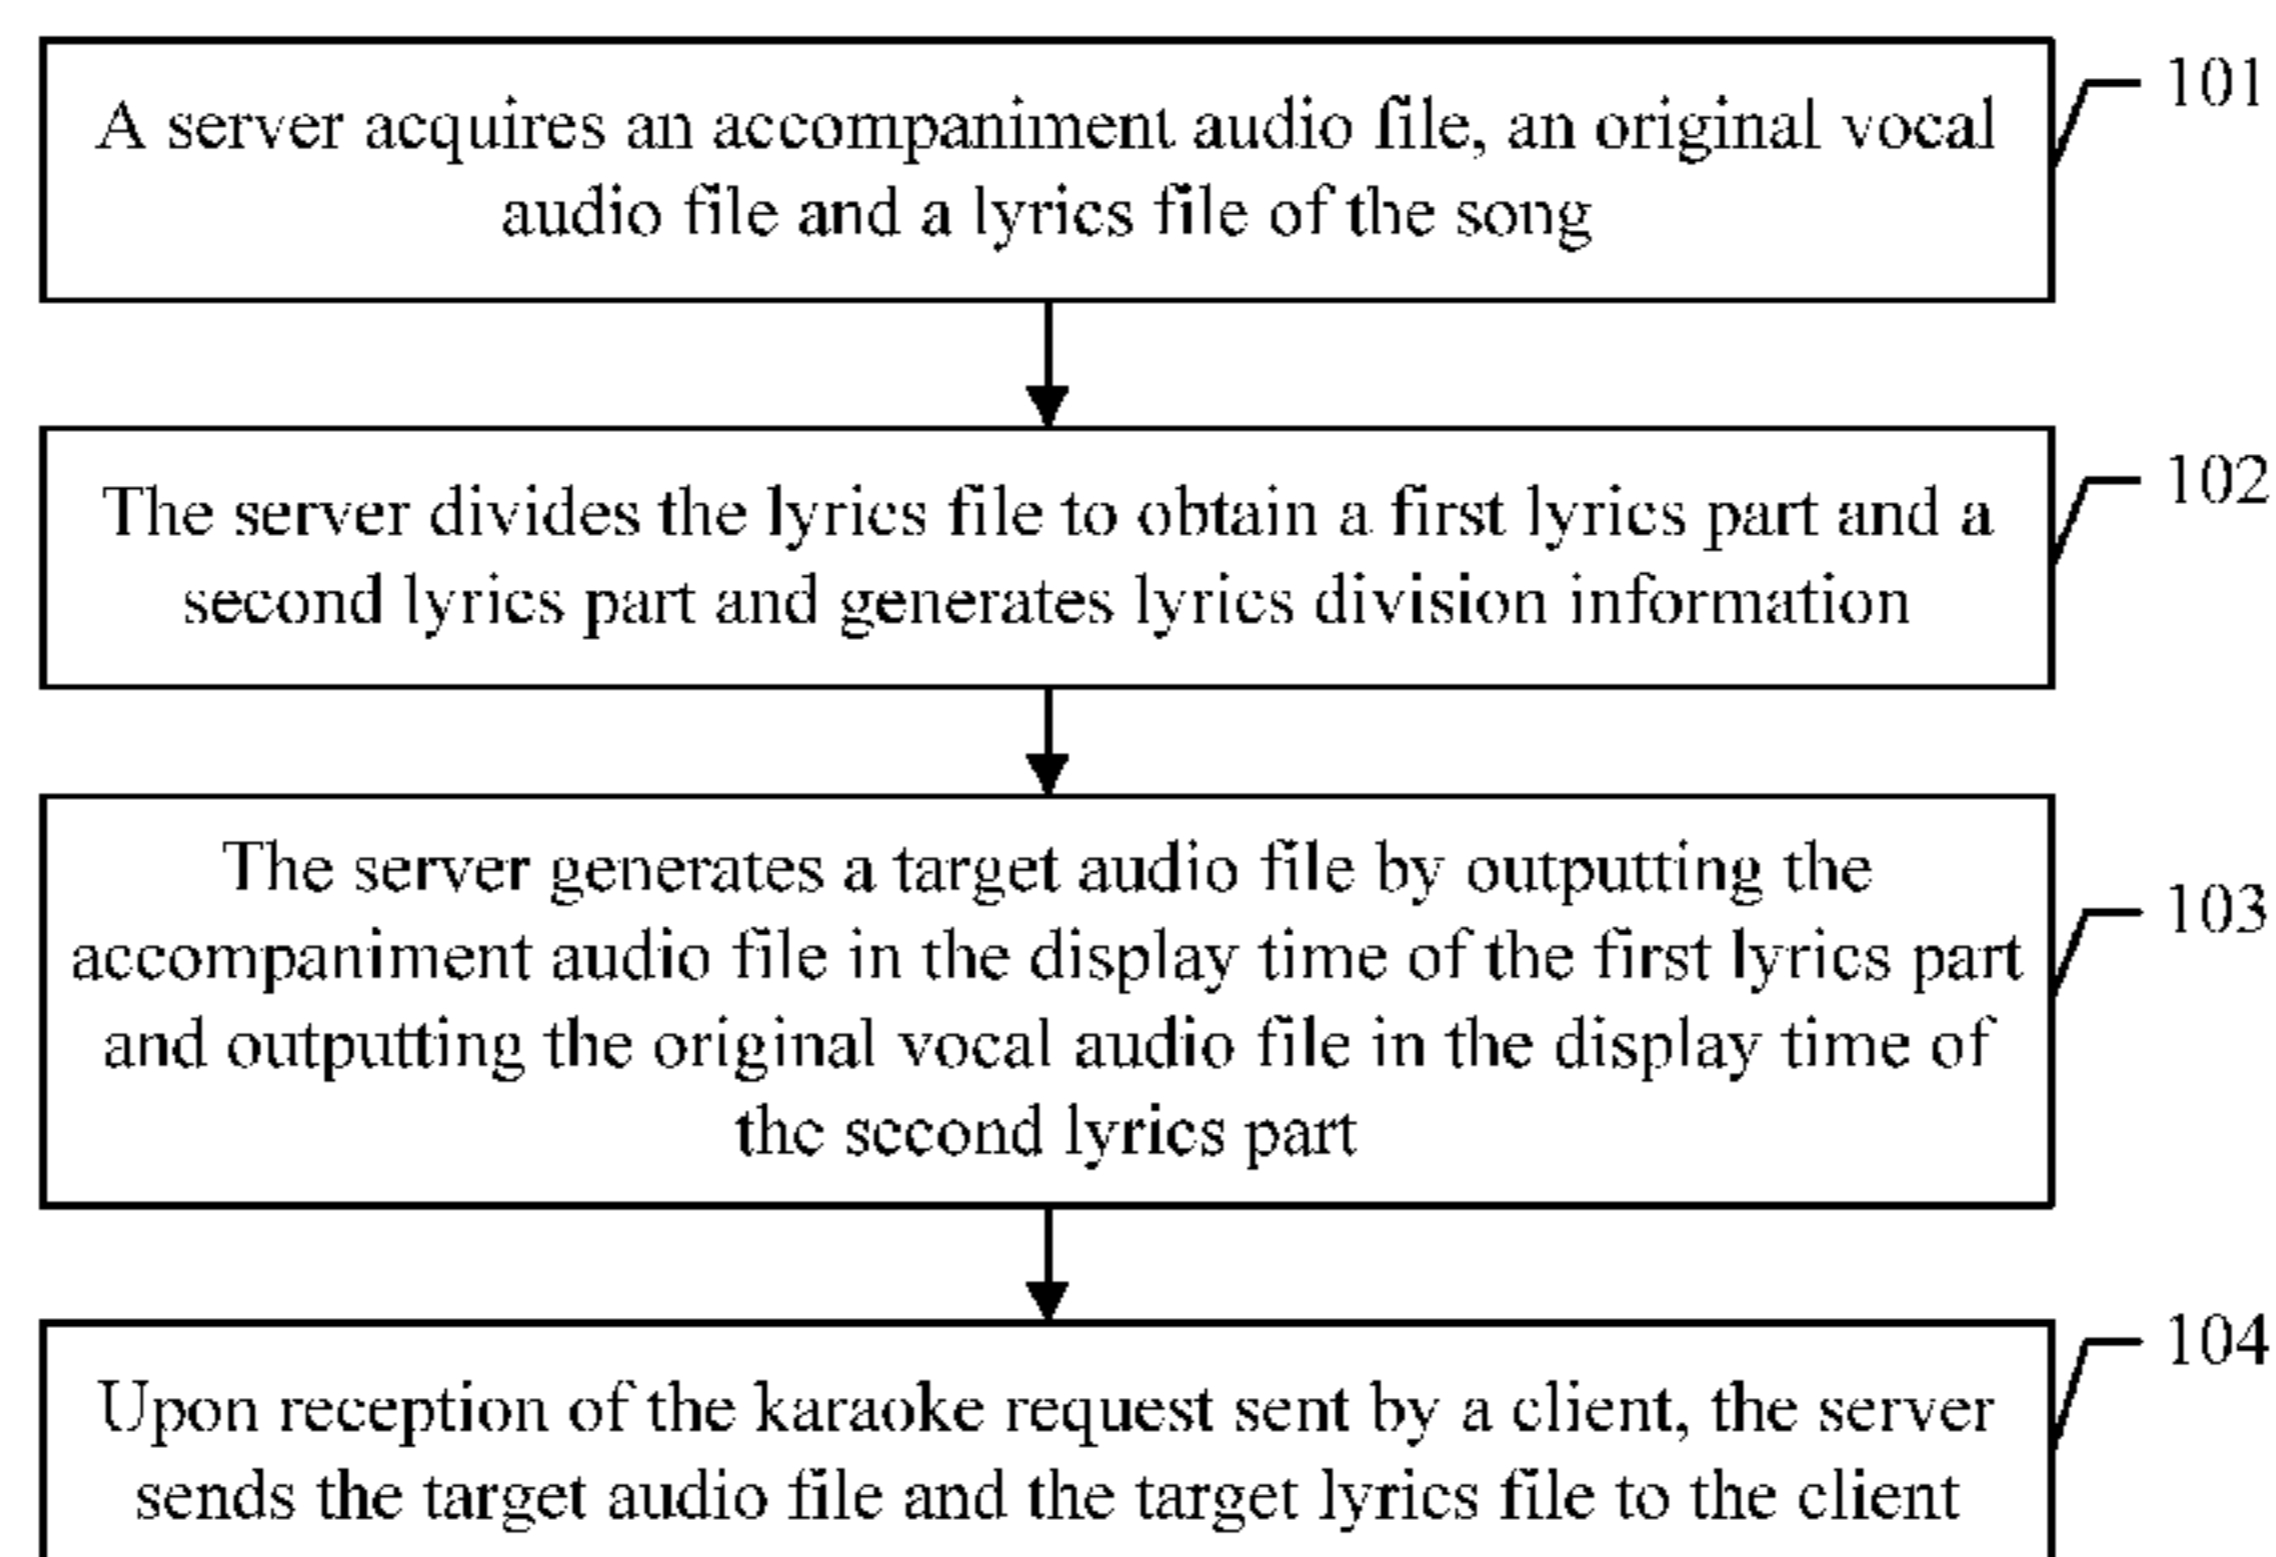 101
A server acquires an accompaniment audio file, an original vocal
audio file and a lyrics file of the song
102
The server divides the lyrics file to obtain a first lyrics part and a
second lyrics part and generates lyrics division information
103
The server generates a target audio file by outputting the
accompaniment audio file in the display time of the first lyrics part
and outputting the original vocal audio file in the display time of
the second lyrics part
104
Upon reception of the karaoke request sent by a client, the server
sends the target audio file and the target lyrics file to the client